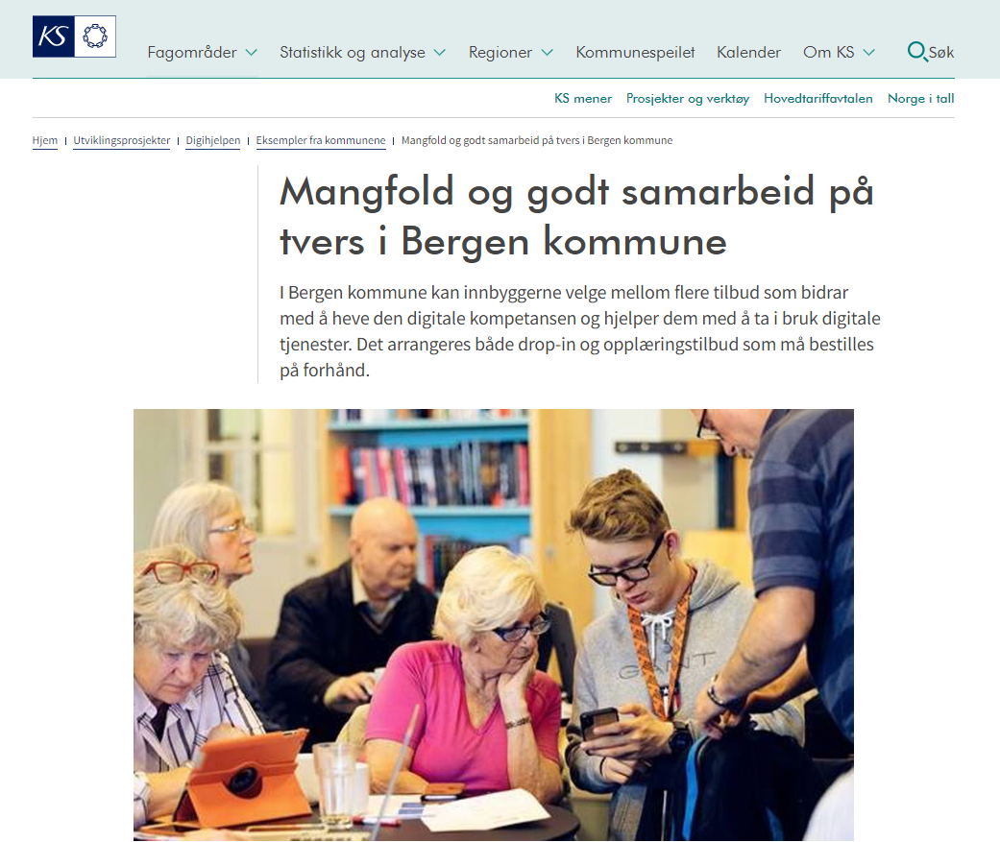 KS
Fagområder
Statistikk og analyse
Regioner
Kommunespeilet
Kalender
Om KS
Søk
KS mener
Prosjekter og verktøy
Hovedtariffavtalen
Norge i tall
Hjem
Utviklingsprosjekter
Digihjelpen
Eksempler fra kommunene
Mangfold og godt samarbeid på tvers i Bergen kommune
Mangfold og godt samarbeid på
tvers i Bergen kommune
I Bergen kommune kan innbyggerne velge mellom flere tilbud som bidrar
med å heve den digitale kompetansen og hjelper dem med å ta i bruk digitale
tjenester. Det arrangeres både drop-in og opplæringstilbud som må bestilles
på forhånd.
GANT